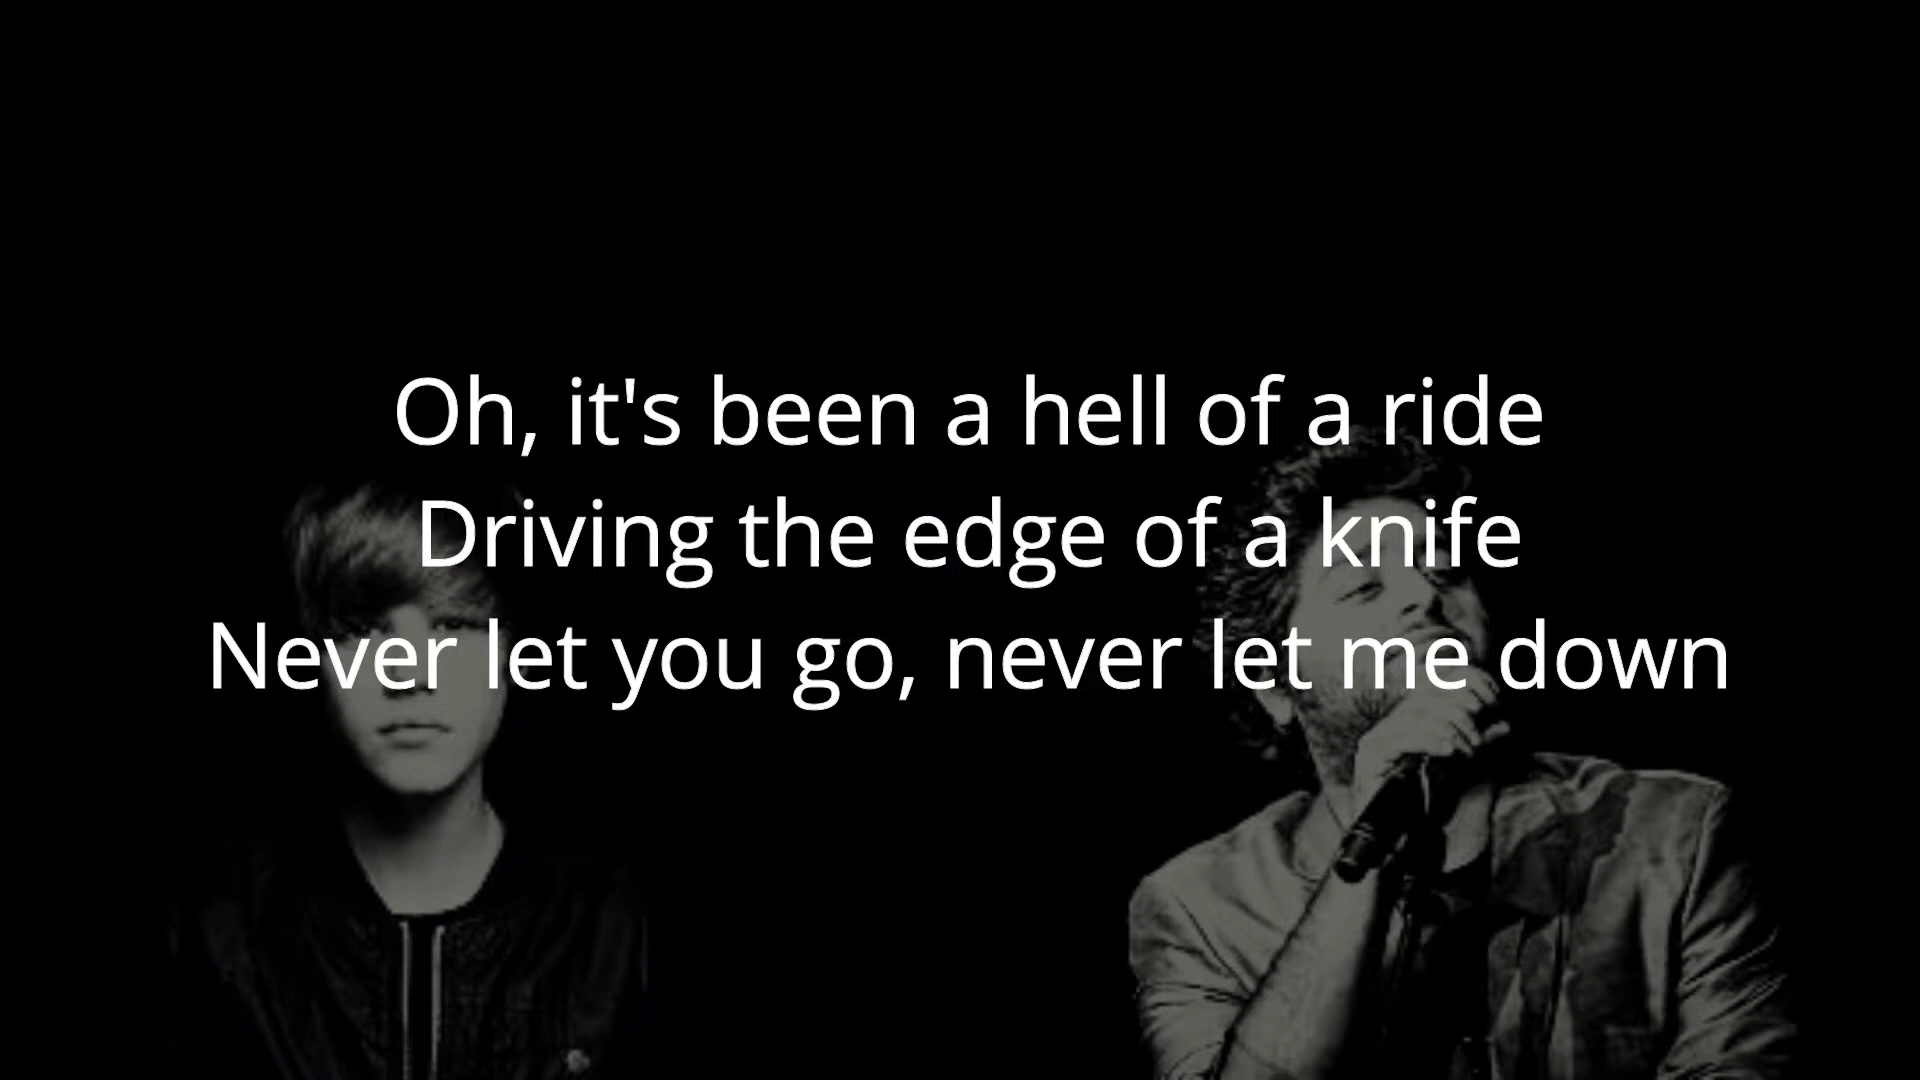 Oh, it's been a hell of a ride
Driving the edge of a knife
Never let you go, never let me down